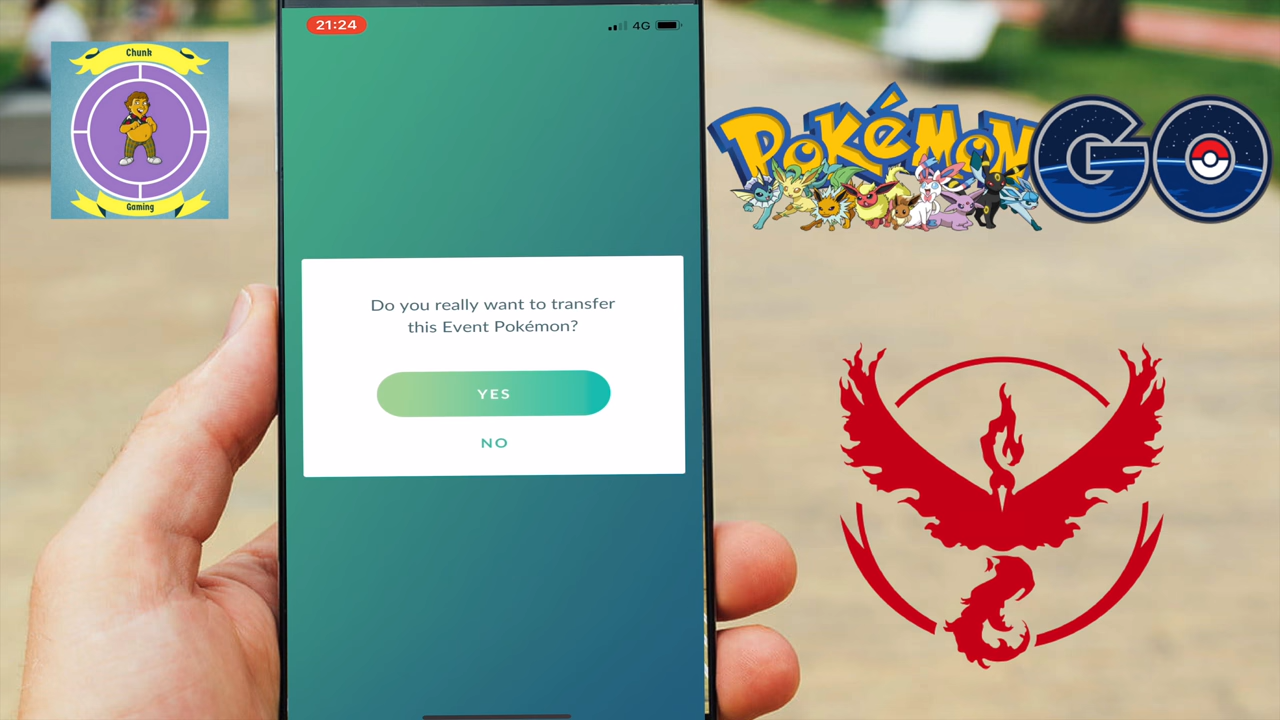 21:24
4G
Chunk
Gaming
Pokémon GO
Do you really want to transfer
this Event Pokémon?
YES
NO